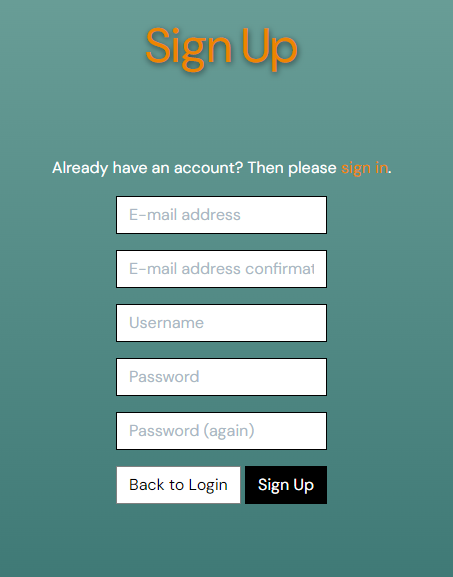 Sign Up
Already have an account? Then please sign in.
E-mail address
E-mail address confirmat
Username
Password
Password (again)
Back to Login Sign Up